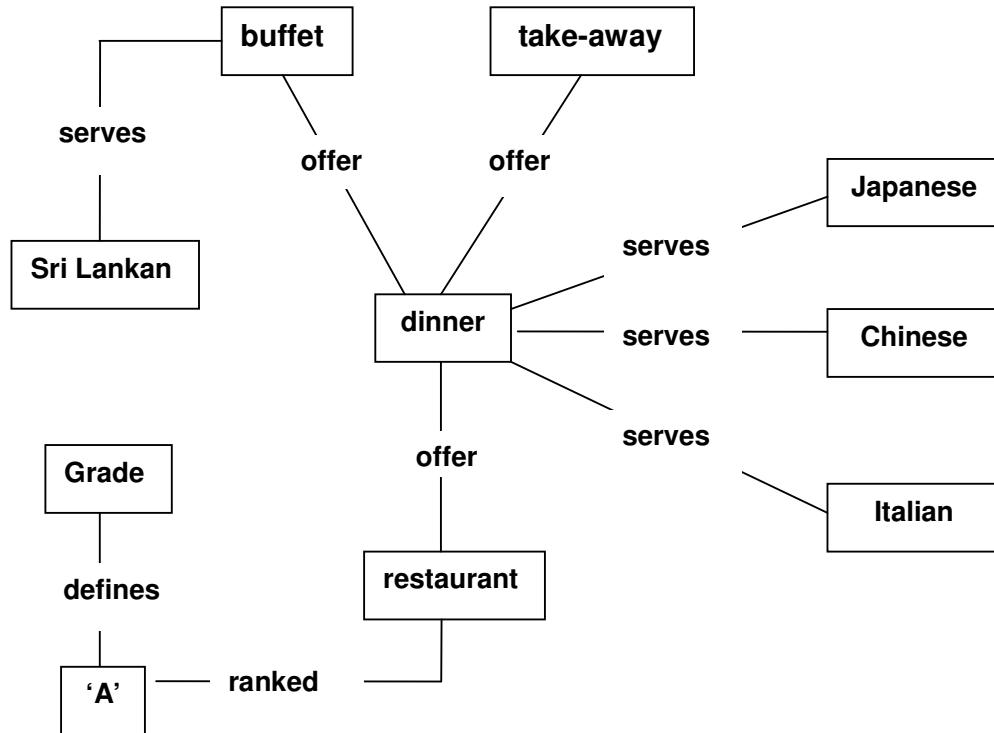 buffet
take-away
serves
offer
offer
Japanese
serves
Sri Lankan
dinner
serves
Chinese
serves
offer
Grade
Italian
restaurant
defines
ranked
‘A’